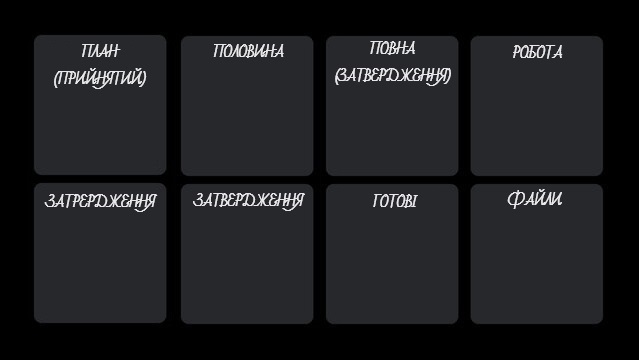 ПЛАН
(ПРИЙНЯТИЙ)
ПОЛОВИНА
ПОВНА
(ЗАТВЕРДЖЕННЯ)
РОБОТА
ЗАТРЕРДЖЕННЯ
ЗАТВЕРДЖЕННЯ
ГОТОВІ
ФАЙЛИ